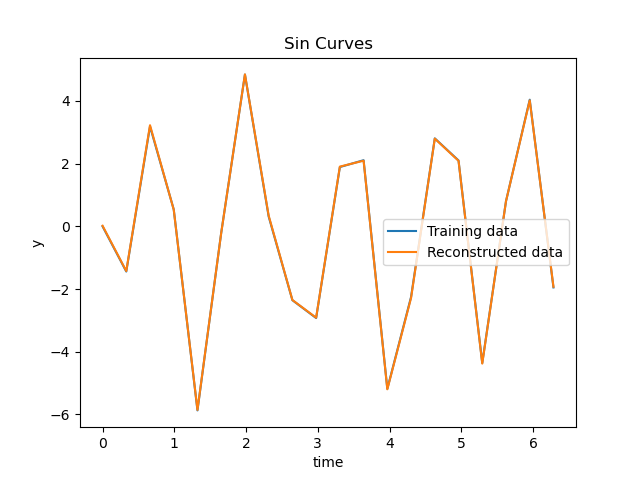 Sin Curves
y
4
2
0
−2
−4
−6
Training data
Reconstructed data
0 1 2 3 4 5 6
time